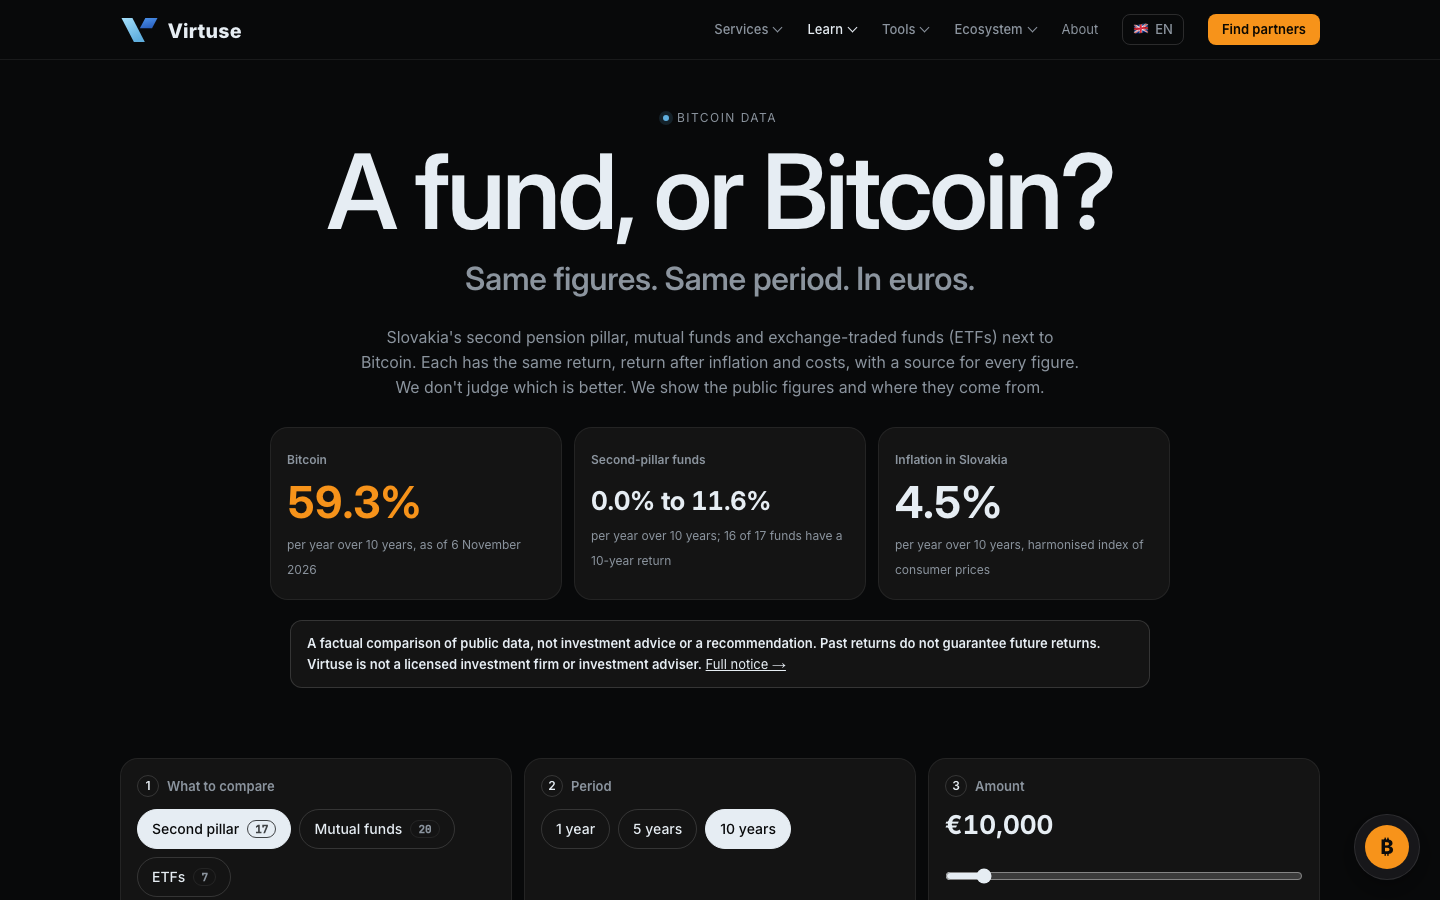 Virtuse
Services
Learn
Tools
Ecosystem
About
EN
Find partners
BITCOIN DATA
A fund, or Bitcoin?
Same figures. Same period. In euros.
Slovakia's second pension pillar, mutual funds and exchange-traded funds (ETFs) next to
Bitcoin. Each has the same return, return after inflation and costs, with a source for every figure.
We don't judge which is better. We show the public figures and where they come from.
Bitcoin
59.3%
per year over 10 years, as of 6 November
2026
Second-pillar funds
0.0% to 11.6%
per year over 10 years; 16 of 17 funds have a
10-year return
Inflation in Slovakia
4.5%
per year over 10 years, harmonised index of
consumer prices
A factual comparison of public data, not investment advice or a recommendation. Past returns do not guarantee future returns.
Virtuse is not a licensed investment firm or investment adviser. Full notice →
1 What to compare
Second pillar 17
Mutual funds 20
ETFs 7
2 Period
1 year
5 years
10 years
3 Amount
€10,000
₿